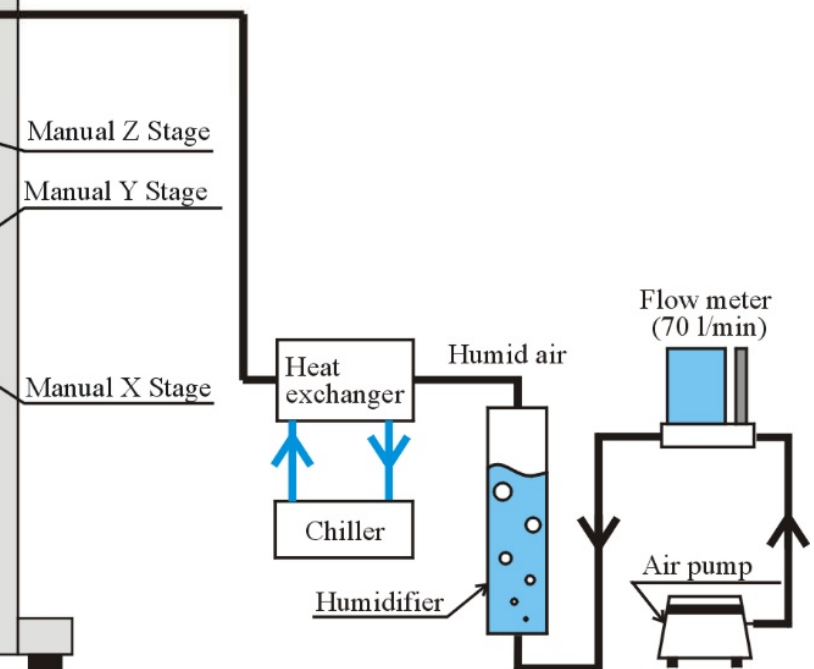 Manual Z Stage
Manual Y Stage
Flow meter
(70 l/min)
Humid air
Heat
exchanger
Manual X Stage
Chiller
Air pump
Humidifier